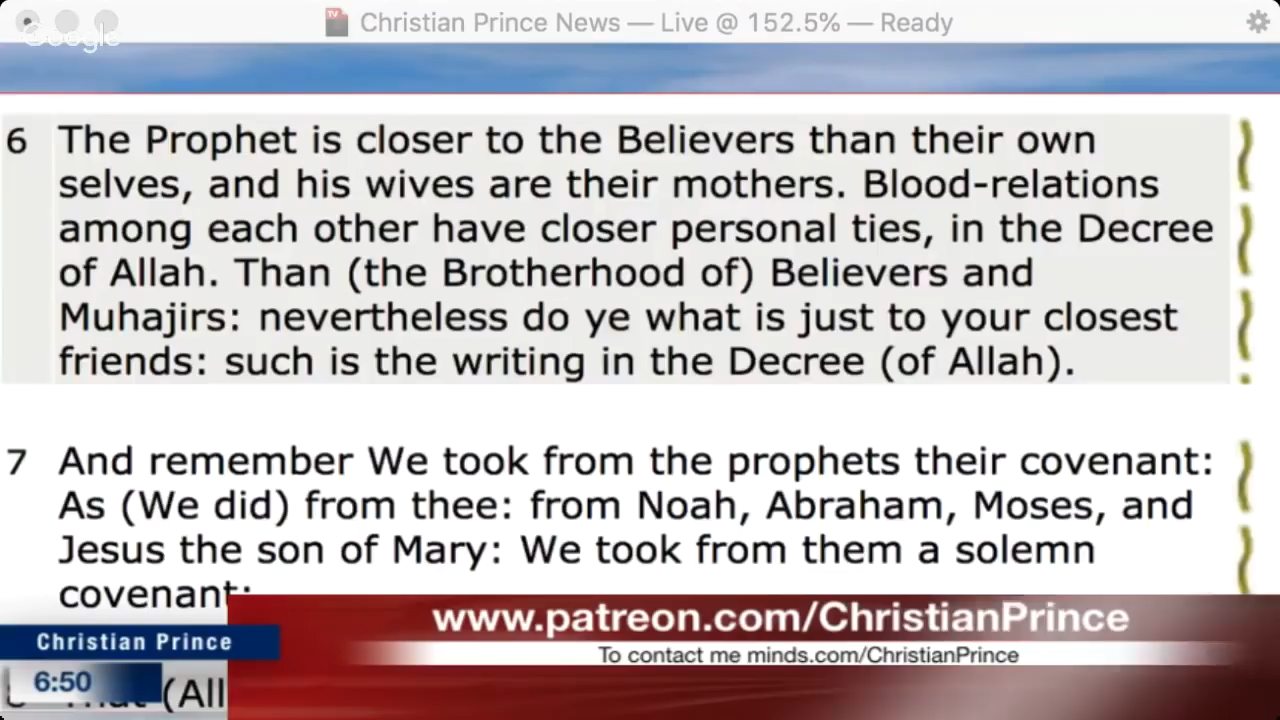 Christian Prince News — Live @ 152.5% — Ready
Google
6 The Prophet is closer to the Believers than their own
selves, and his wives are their mothers. Blood-relations
among each other have closer personal ties, in the Decree
of Allah. Than (the Brotherhood of) Believers and
Muhajirs: nevertheless do ye what is just to your closest
friends: such is the writing in the Decree (of Allah).
7 And remember We took from the prophets their covenant:
As (We did) from thee: from Noah, Abraham, Moses, and
Jesus the son of Mary: We took from them a solemn
covenant:
www.patreon.com/ChristianPrince
Christian Prince
To contact me minds.com/ChristianPrince
6:50
(All